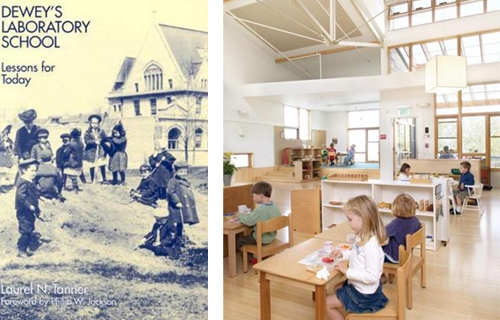 DEWEY'S
LABORATORY
SCHOOL
Lessons for
Today
Laurel N. Tanner
Foreword by Philip W. Jackson